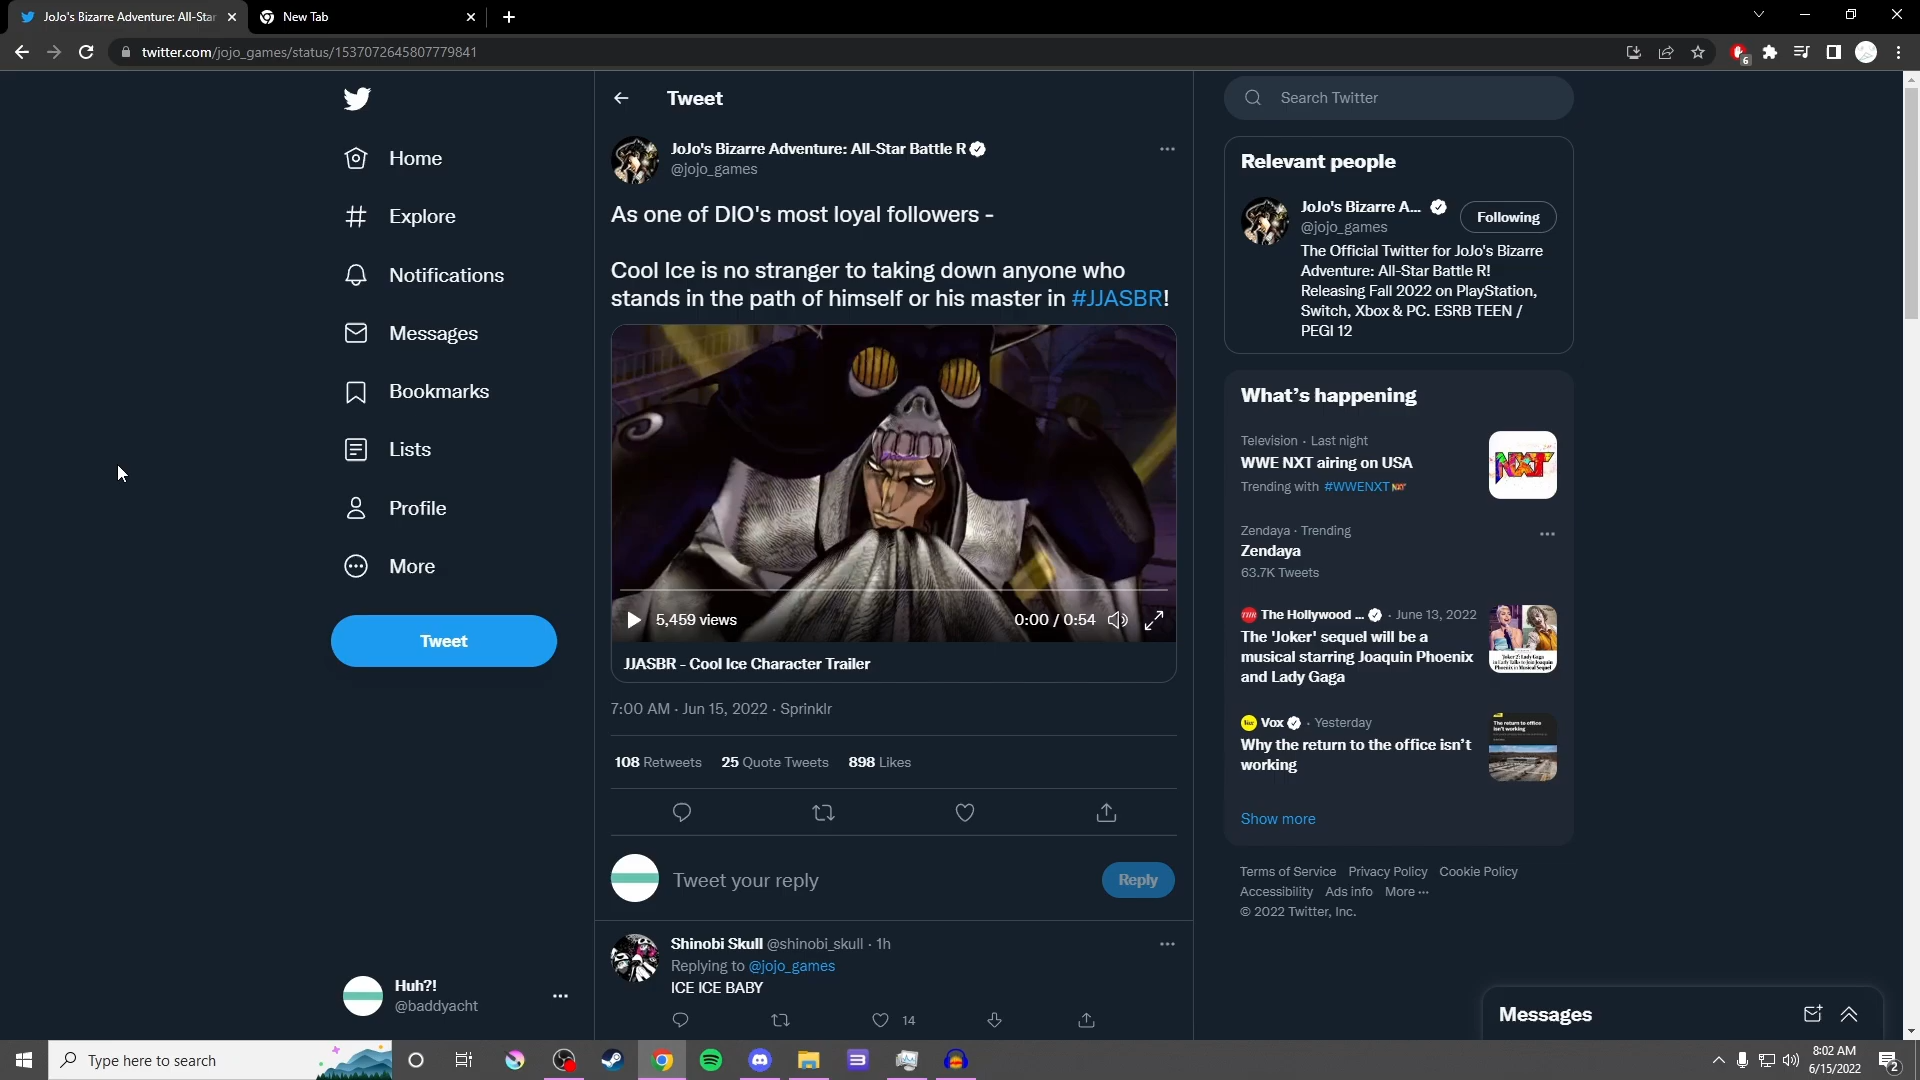 JoJo's Bizarre Adventure: All-Star
New Tab
twitter.com/jojo_games/status/1537072645807779841
6
Home
Explore
Notifications
Messages
Bookmarks
Lists
Profile
More
Tweet
Huh?!
@baddyacht
Tweet
JoJo's Bizarre Adventure: All-Star Battle R
@jojo_games
As one of DIO's most loyal followers -
Cool Ice is no stranger to taking down anyone who
stands in the path of himself or his master in #JJASBR!
5,459 views
0:00 / 0:54
JJASBR - Cool Ice Character Trailer
7:00 AM · Jun 15, 2022 · Sprinklr
108 Retweets 25 Quote Tweets 898 Likes
Tweet your reply
Reply
Shinobi Skull @shinobi_skull · 1h
Replying to @jojo_games
ICE ICE BABY
14
Search Twitter
Relevant people
JoJo's Bizarre A...
@jojo_games
Following
The Official Twitter for JoJo's Bizarre
Adventure: All-Star Battle R!
Releasing Fall 2022 on PlayStation,
Switch, Xbox & PC. ESRB TEEN /
PEGI 12
What's happening
Television · Last night
WWE NXT airing on USA
Trending with #WWENXT
NXT
Zendaya · Trending
Zendaya
63.7K Tweets
THR The Hollywood ... · June 13, 2022
The 'Joker' sequel will be a
musical starring Joaquin Phoenix
and Lady Gaga
Vox · Yesterday
Why the return to the office isn't
working
The return to office
isn't working
Show more
Terms of Service Privacy Policy Cookie Policy
Accessibility Ads info More ···
© 2022 Twitter, Inc.
Messages
Type here to search
8:02 AM
6/15/2022
2